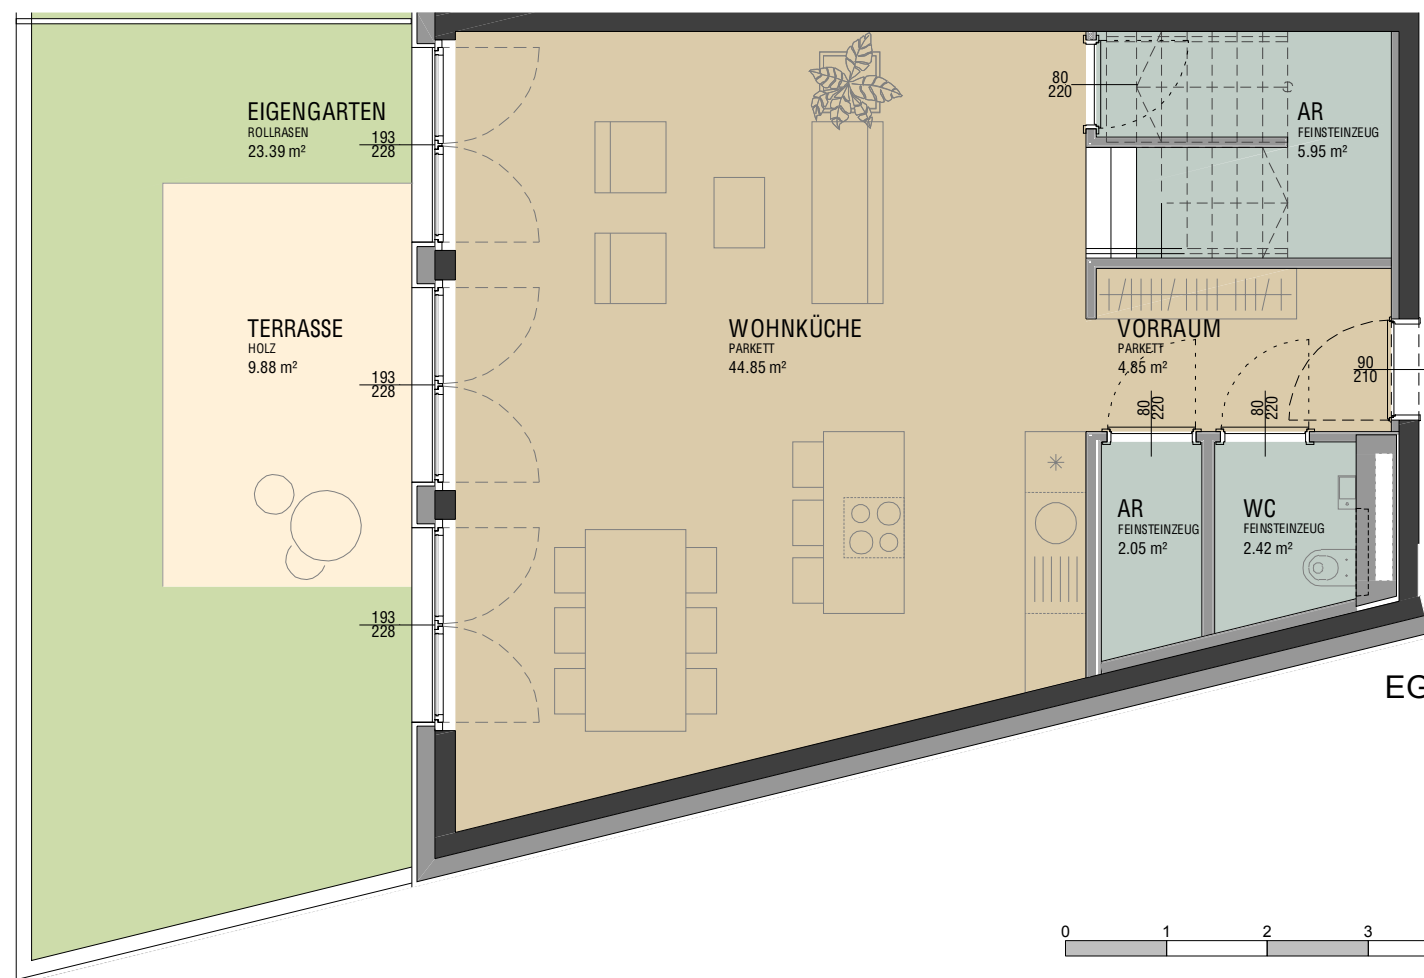 EIGENGARTEN
ROLLRASEN
23.39 m²
193
228
80
220
AR
FEINSTEINZEUG
5.95 m²
TERRASSE
HOLZ
9.88 m²
193
228
WOHNKÜCHE
PARKETT
44.85 m²
VORRAUM
PARKETT
4.85 m²
90
210
80
220
80
220
AR
FEINSTEINZEUG
2.05 m²
WC
FEINSTEINZEUG
2.42 m²
193
228
EG
0 1 2 3